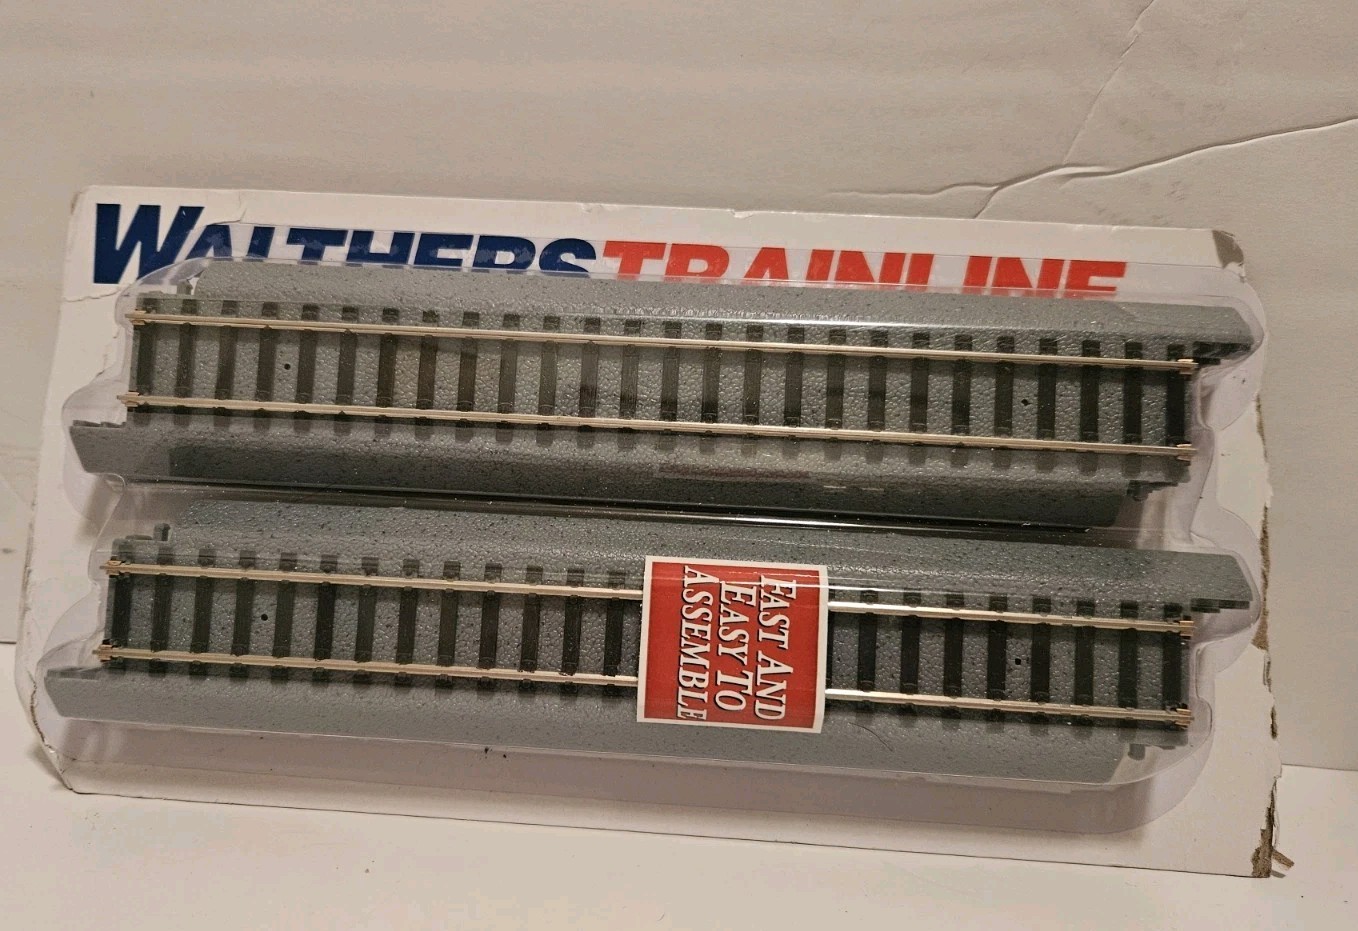 WALTHERSTRAINLINE
FAST AND
EASY TO
ASSEMBLE